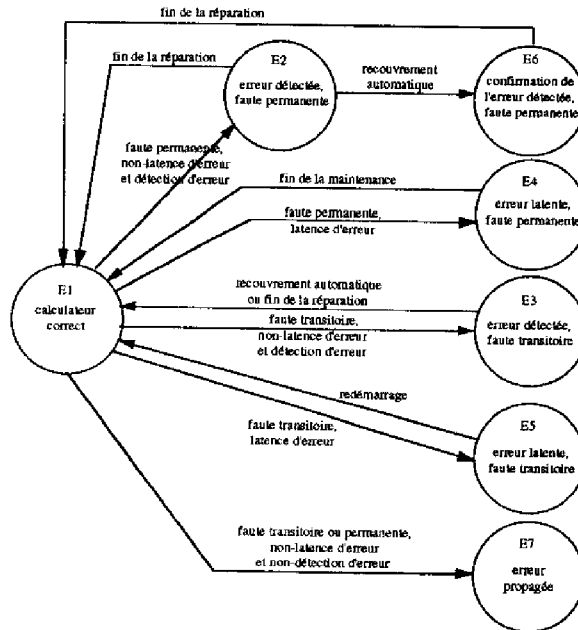 fin de la réparation
fin de la réparation
E2
erreur détectée,
faute permanente
recouvrement
automatique
E6
confirmation de
l'erreur détectée,
faute permanente
faute permanente,
non-latence d'erreur
et détection d'erreur
fin de la maintenance
faute permanente,
latence d'erreur
E4
erreur latente,
faute permanente
E1
calculateur
correct
recouvrement automatique
ou fin de la réparation
faute transitoire,
non-latence d'erreur
et détection d'erreur
E3
erreur détectée,
faute transitoire
redémarrage
faute transitoire,
latence d'erreur
E5
erreur latente,
faute transitoire
faute transitoire ou permanente,
non-latence d'erreur
et non-détection d'erreur
E7
erreur
propagée